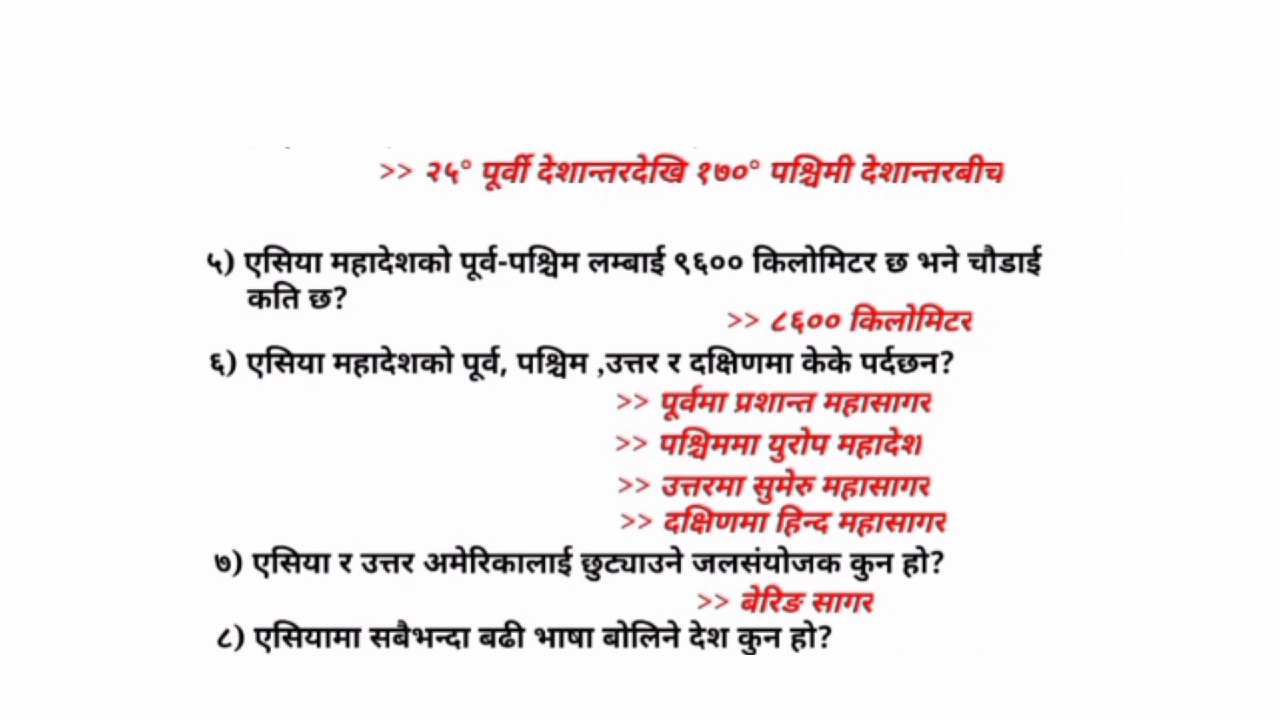 >> २५° पूर्वी देशान्तरदेखि १७०° पश्चिमी देशान्तरबीच
५) एसिया महादेशको पूर्व-पश्चिम लम्बाई ९६०० किलोमिटर छ भने चौडाई
कति छ?
>> ८६०० किलोमिटर
६) एसिया महादेशको पूर्व, पश्चिम ,उत्तर र दक्षिणमा केके पर्दछन?
>> पूर्वमा प्रशान्त महासागर
>> पश्चिममा युरोप महादेश
>> उत्तरमा सुमेरु महासागर
>> दक्षिणमा हिन्द महासागर
७) एसिया र उत्तर अमेरिकालाई छुट्याउने जलसंयोजक कुन हो?
>> बेरिङ सागर
८) एसियामा सबैभन्दा बढी भाषा बोलिने देश कुन हो?